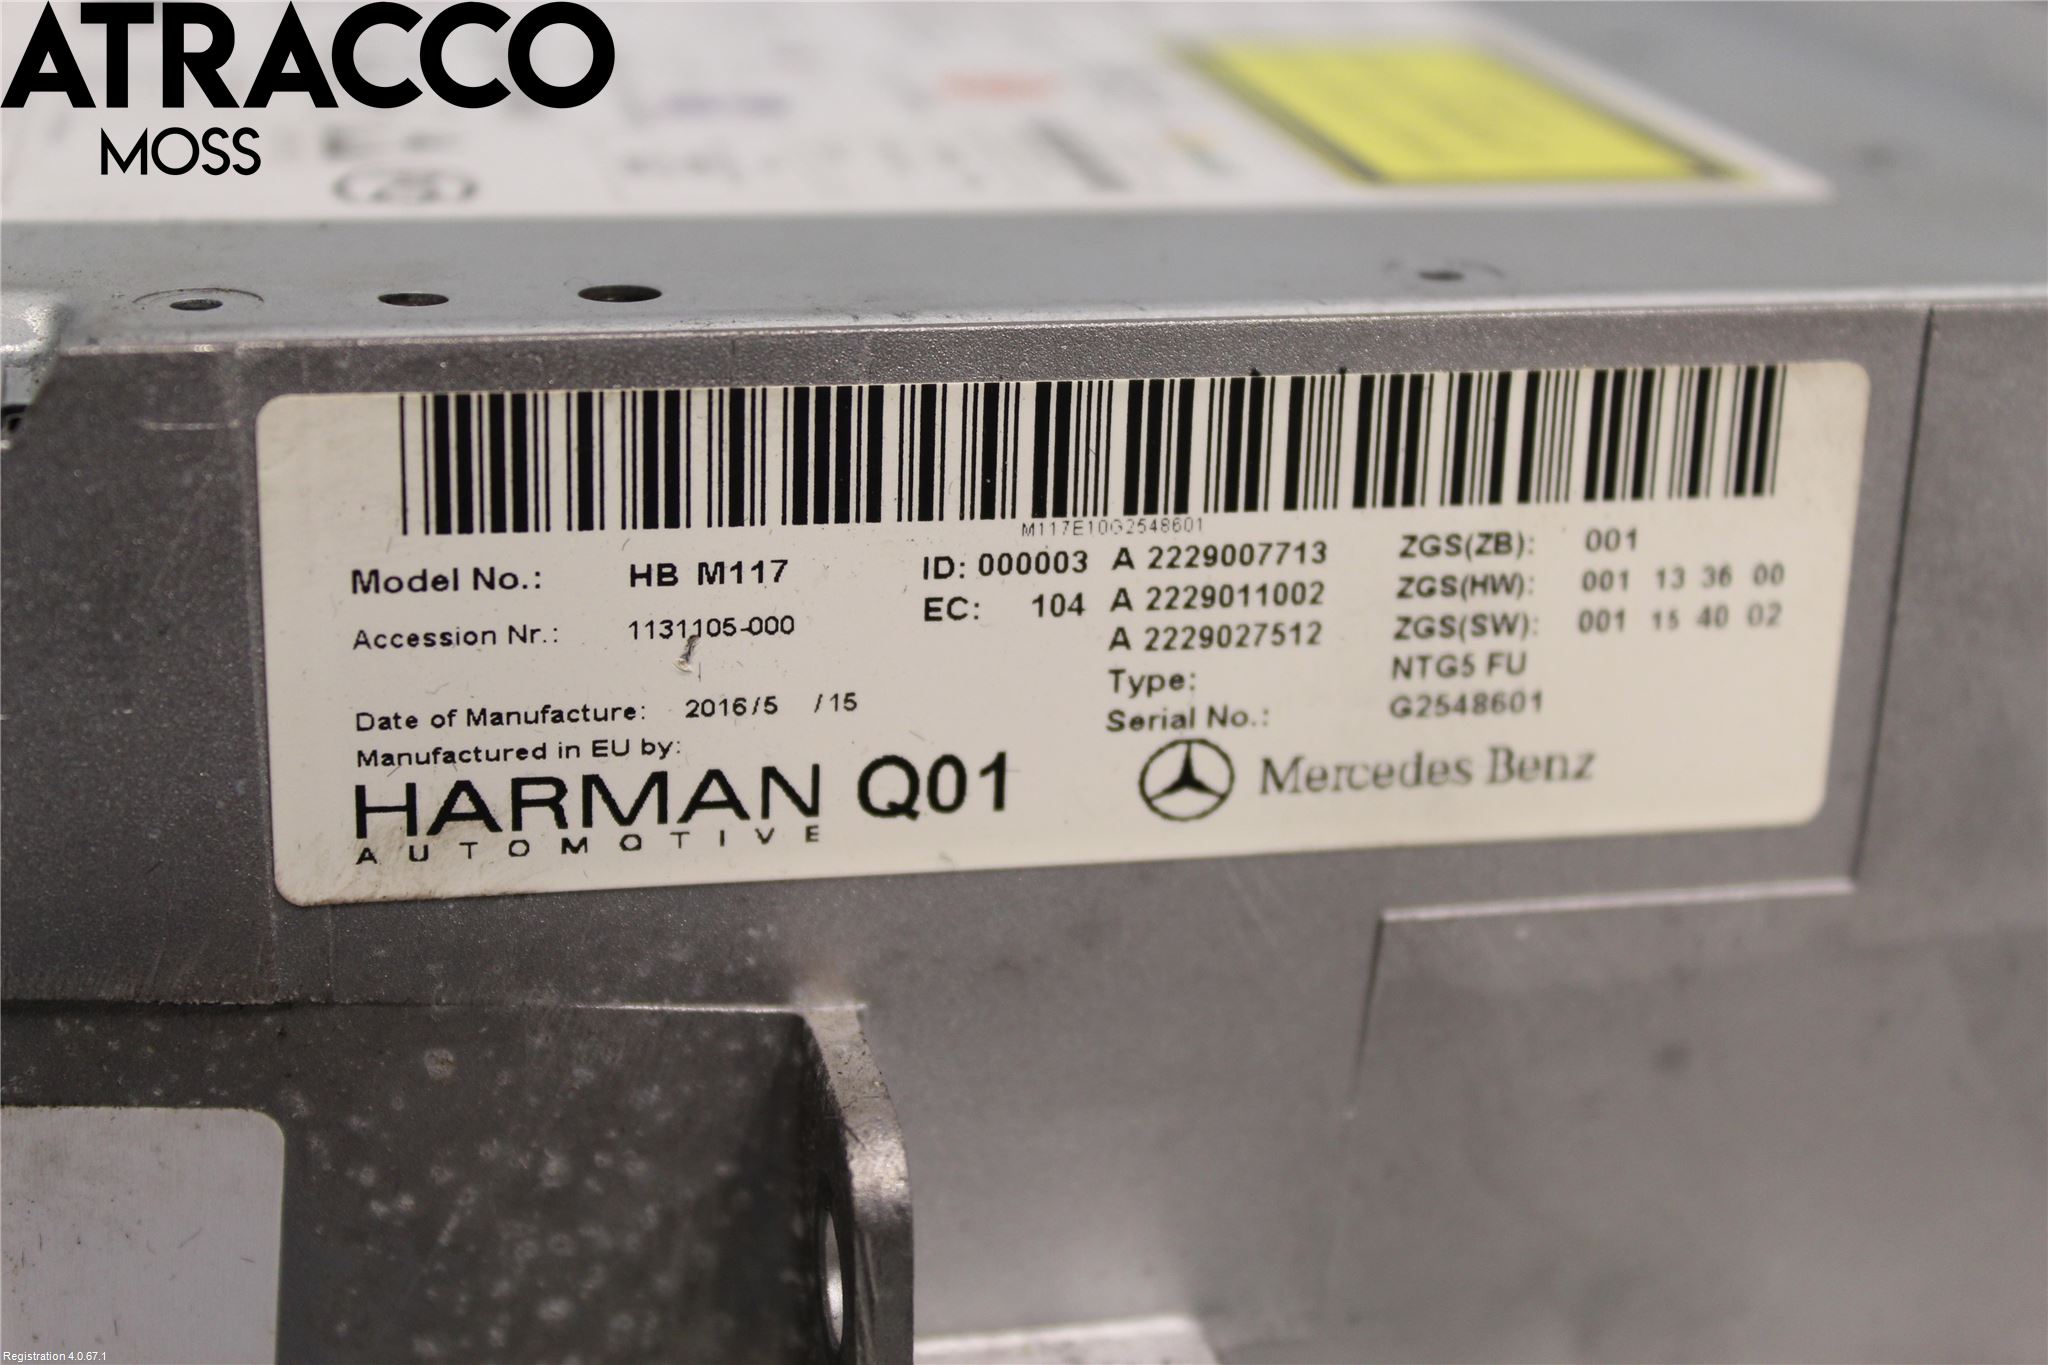 ATRACCO
MOSS
M117E10G2548601
Model No.: HB M117 ID: 000003 A 2229007713 ZGS(ZB): 001
EC: 104 A 2229011002 ZGS(HW): 001 13 36 00
Accession Nr.: 1131105-000 A 2229027512 ZGS(SW): 001 15 40 02
Type: NTG5 FU
Date of Manufacture: 2016/5 /15 Serial No.: G2548601
Manufactured in EU by:
HARMAN Q01 Mercedes Benz
AUTOMOTIVE
Registration 4.0.67.1